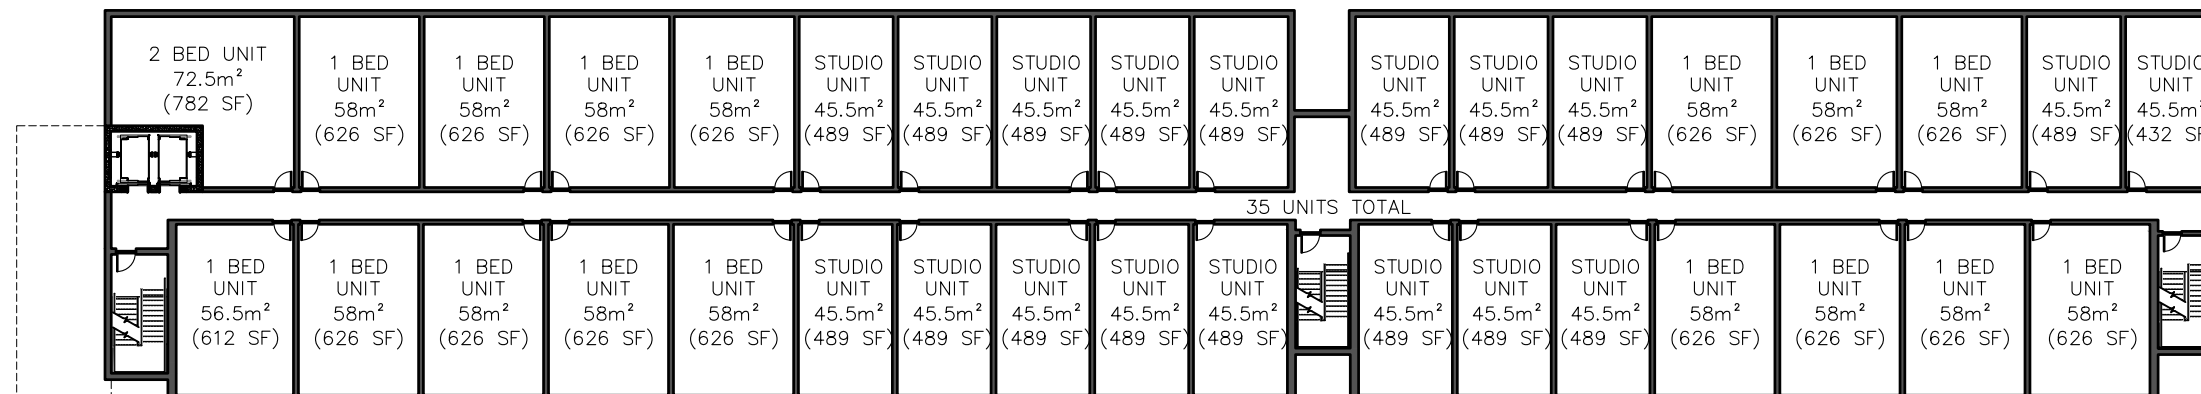 2 BED UNIT
72.5m²
(782 SF)
1 BED
UNIT
58m²
(626 SF)
1 BED
UNIT
58m²
(626 SF)
1 BED
UNIT
58m²
(626 SF)
1 BED
UNIT
58m²
(626 SF)
STUDIO
UNIT
45.5m²
(489 SF)
STUDIO
UNIT
45.5m²
(489 SF)
STUDIO
UNIT
45.5m²
(489 SF)
STUDIO
UNIT
45.5m²
(489 SF)
STUDIO
UNIT
45.5m²
(489 SF)
STUDIO
UNIT
45.5m²
(489 SF)
STUDIO
UNIT
45.5m²
(489 SF)
STUDIO
UNIT
45.5m²
(489 SF)
1 BED
UNIT
58m²
(626 SF)
1 BED
UNIT
58m²
(626 SF)
1 BED
UNIT
58m²
(626 SF)
STUDIO
UNIT
45.5m²
(489 SF)
STUDIO
UNIT
45.5m²
(432 SF
35 UNITS TOTAL
1 BED
UNIT
56.5m²
(612 SF)
1 BED
UNIT
58m²
(626 SF)
1 BED
UNIT
58m²
(626 SF)
1 BED
UNIT
58m²
(626 SF)
1 BED
UNIT
58m²
(626 SF)
STUDIO
UNIT
45.5m²
(489 SF)
STUDIO
UNIT
45.5m²
(489 SF)
STUDIO
UNIT
45.5m²
(489 SF)
STUDIO
UNIT
45.5m²
(489 SF)
STUDIO
UNIT
45.5m²
(489 SF)
STUDIO
UNIT
45.5m²
(489 SF)
STUDIO
UNIT
45.5m²
(489 SF)
STUDIO
UNIT
45.5m²
(489 SF)
1 BED
UNIT
58m²
(626 SF)
1 BED
UNIT
58m²
(626 SF)
1 BED
UNIT
58m²
(626 SF)
1 BED
UNIT
58m²
(626 SF)